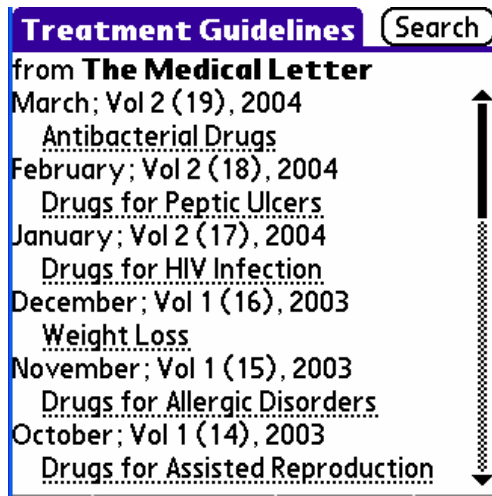 Treatment Guidelines Search
from The Medical Letter
March; Vol 2 (19), 2004
Antibacterial Drugs
February; Vol 2 (18), 2004
Drugs for Peptic Ulcers
January; Vol 2 (17), 2004
Drugs for HIV Infection
December; Vol 1 (16), 2003
Weight Loss
November; Vol 1 (15), 2003
Drugs for Allergic Disorders
October; Vol 1 (14), 2003
Drugs for Assisted Reproduction